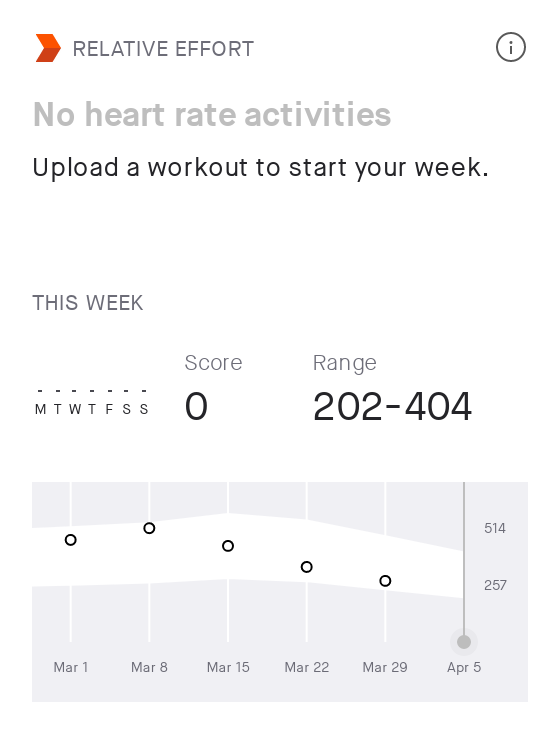 RELATIVE EFFORT
No heart rate activities
Upload a workout to start your week.
THIS WEEK
Score
Range
- - - - - - -
M T W T F S S
0
202-404
514
257
Mar 1
Mar 8
Mar 15
Mar 22
Mar 29
Apr 5